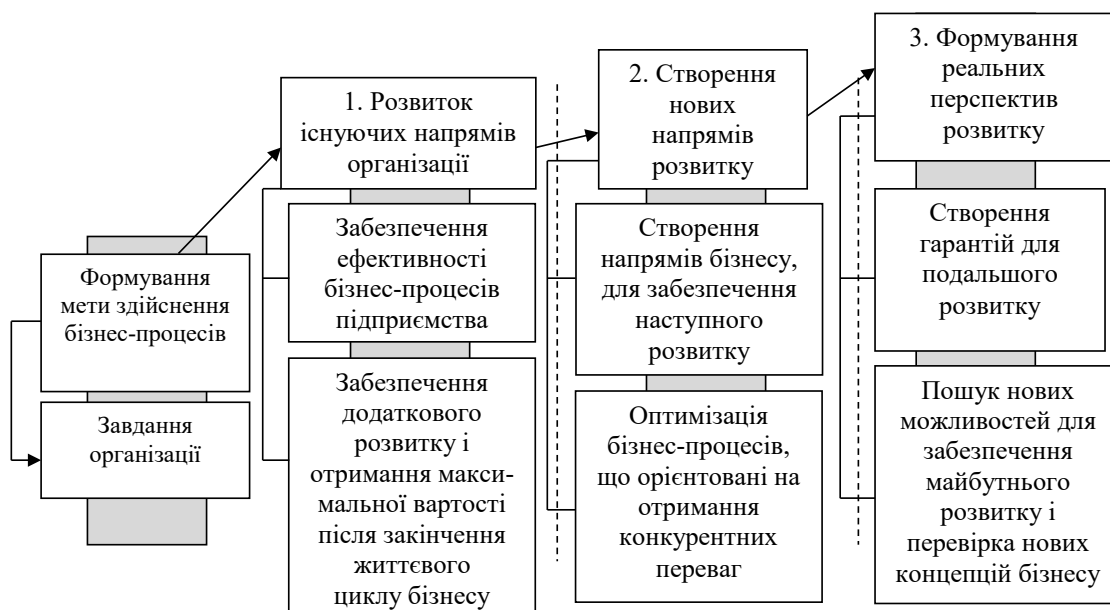 Формування
мети здійснення
бізнес-процесів
Завдання
організації
1. Розвиток
існуючих напрямів
організації
Забезпечення
ефективності
бізнес-процесів
підприємства
Забезпечення
додаткового
розвитку і
отримання макси-
мальної вартості
після закінчення
життєвого
циклу бізнесу
2. Створення
нових
напрямів
розвитку
Створення
напрямів бізнесу,
для забезпечення
наступного
розвитку
Оптимізація
бізнес-процесів,
що орієнтовані на
отримання
конкурентних
переваг
3. Формування
реальних
перспектив
розвитку
Створення
гарантій для
подальшого
розвитку
Пошук нових
можливостей для
забезпечення
майбутнього
розвитку і
перевірка нових
концепцій бізнесу